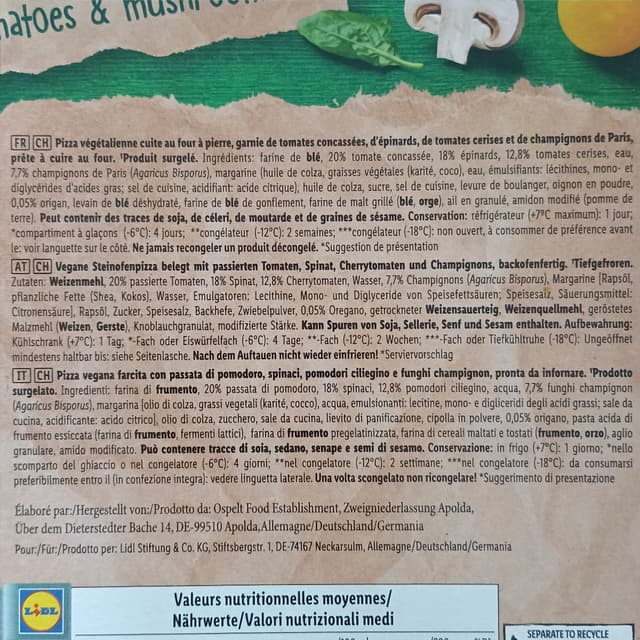 & mushroom
FR CH Pizza végétalienne cuite au four à pierre, garnie de tomates concassées, d'épinards, de tomates cerises et de champignons de Paris,
prête à cuire au four. ¹Produit surgelé. Ingrédients: farine de blé, 20% tomate concassée, 18% épinards, 12,8% tomates cerises, eau,
7,7% champignons de Paris (Agaricus Bisporus), margarine (huile de colza, graisses végétales (karité, coco), eau, émulsifiants: lécithines, mono- et
diglycérides d'acides gras; sel de cuisine, acidifiant: acide citrique), huile de colza, sucre, sel de cuisine, levure de boulanger, oignon en poudre,
0,05% origan, levain de blé déshydraté, farine de blé de gonflement, farine de malt grillé (blé, orge), ail en granulé, amidon modifié (pomme de
terre). Peut contenir des traces de soja, de céleri, de moutarde et de graines de sésame. Conservation: réfrigérateur (+7°C maximum): 1 jour;
*compartiment à glaçons (-6°C): 4 jours; **congélateur (-12°C): 2 semaines; ***congélateur (-18°C): non ouvert, à consommer de préférence avant
le: voir languette sur le côté. Ne jamais recongeler un produit décongelé. *Suggestion de présentation
AT CH Vegane Steinofenpizza belegt mit passierten Tomaten, Spinat, Cherrytomaten und Champignons, backofenfertig. ¹Tiefgefroren.
Zutaten: Weizenmehl, 20% passierte Tomaten, 18% Spinat, 12,8% Cherrytomaten, Wasser, 7,7% Champignons (Agaricus Bisporus), Margarine [Rapsöl,
pflanzliche Fette (Shea, Kokos), Wasser, Emulgatoren: Lecithine, Mono- und Diglyceride von Speisefettsäuren; Speisesalz, Säuerungsmittel:
Citronensäure], Rapsöl, Zucker, Speisesalz, Backhefe, Zwiebelpulver, 0,05% Oregano, getrockneter Weizensauerteig, Weizenquellmehl, geröstetes
Malzmehl (Weizen, Gerste), Knoblauchgranulat, modifizierte Stärke. Kann Spuren von Soja, Sellerie, Senf und Sesam enthalten. Aufbewahrung:
Kühlschrank (+7°C): 1 Tag; *-Fach oder Eiswürfelfach (-6°C): 4 Tage; **-Fach (-12°C): 2 Wochen; ***-Fach oder Tiefkühltruhe (-18°C): Ungeöffnet
mindestens haltbar bis: siehe Seitenlasche. Nach dem Auftauen nicht wieder einfrieren! *Serviervorschlag
IT CH Pizza vegana farcita con passata di pomodoro, spinaci, pomodori ciliegino e funghi champignon, pronta da infornare. ¹Prodotto
surgelato. Ingredienti: farina di frumento, 20% passata di pomodoro, 18% spinaci, 12,8% pomodori ciliegino, acqua, 7,7% funghi champignon
(Agaricus Bisporus), margarina [olio di colza, grassi vegetali (karité, cocco), acqua, emulsionanti: lecitine, mono- e digliceridi degli acidi grassi; sale da
cucina, acidificante: acido citrico], olio di colza, zucchero, sale da cucina, lievito di panificazione, cipolla in polvere, 0,05% origano, pasta acida di
frumento essiccata (farina di frumento, fermenti lattici), farina di frumento pregelatinizzata, farina di cereali maltati e tostati (frumento, orzo), aglio
granulare, amido modificato. Può contenere tracce di soia, sedano, senape e semi di sesamo. Conservazione: in frigo (+7°C): 1 giorno; *nello
scomparto del ghiaccio o nel congelatore (-6°C): 4 giorni; **nel congelatore (-12°C): 2 settimane; ***nel congelatore (-18°C): da consumarsi
preferibilmente entro il (in confezione integra): vedere linguetta laterale. Una volta scongelato non ricongelare! *Suggerimento di presentazione
Élaboré par:/Hergestellt von:/Prodotto da: Ospelt Food Establishment, Zweigniederlassung Apolda,
Über dem Dieterstedter Bache 14, DE-99510 Apolda,Allemagne/Deutschland/Germania
Pour:/Für:/Prodotto per: Lidl Stiftung & Co. KG, Stiftsbergstr. 1, DE-74167 Neckarsulm, Allemagne/Deutschland/Germania
LIDL
Valeurs nutritionnelles moyennes/
Nährwerte/Valori nutrizionali medi
SEPARATE TO RECYCLE